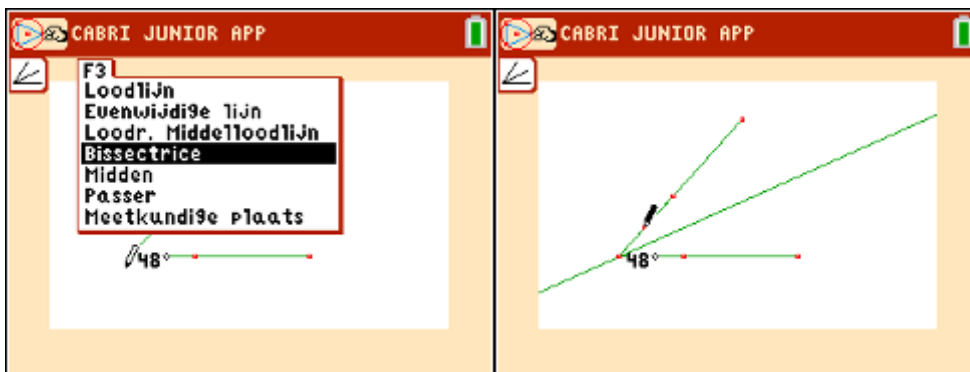 CABRI JUNIOR APP
F3
Loodlijn
Evenwijdige lijn
Loodr. Middelloodlijn
Bissectrice
Midden
Passer
Meetkundige plaats
48°
CABRI JUNIOR APP
48°